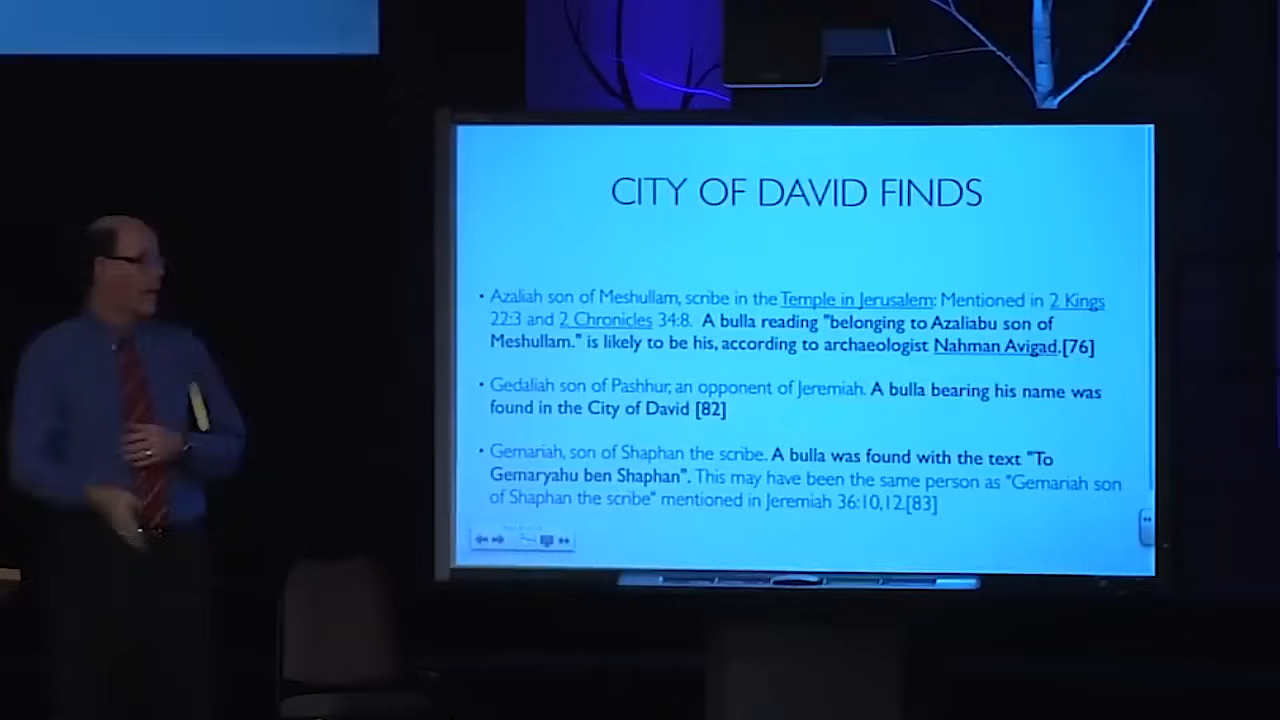 CITY OF DAVID FINDS
• Azaliah son of Meshullam, scribe in the Temple in Jerusalem: Mentioned in 2 Kings
22:3 and 2 Chronicles 34:8. A bulla reading "belonging to Azaliabu son of
Meshullam." is likely to be his, according to archaeologist Nahman Avigad.[76]
• Gedaliah son of Pashhur, an opponent of Jeremiah. A bulla bearing his name was
found in the City of David [82]
• Gemariah, son of Shaphan the scribe. A bulla was found with the text "To
Gemaryahu ben Shaphan". This may have been the same person as "Gemariah son
of Shaphan the scribe" mentioned in Jeremiah 36:10,12.[83]